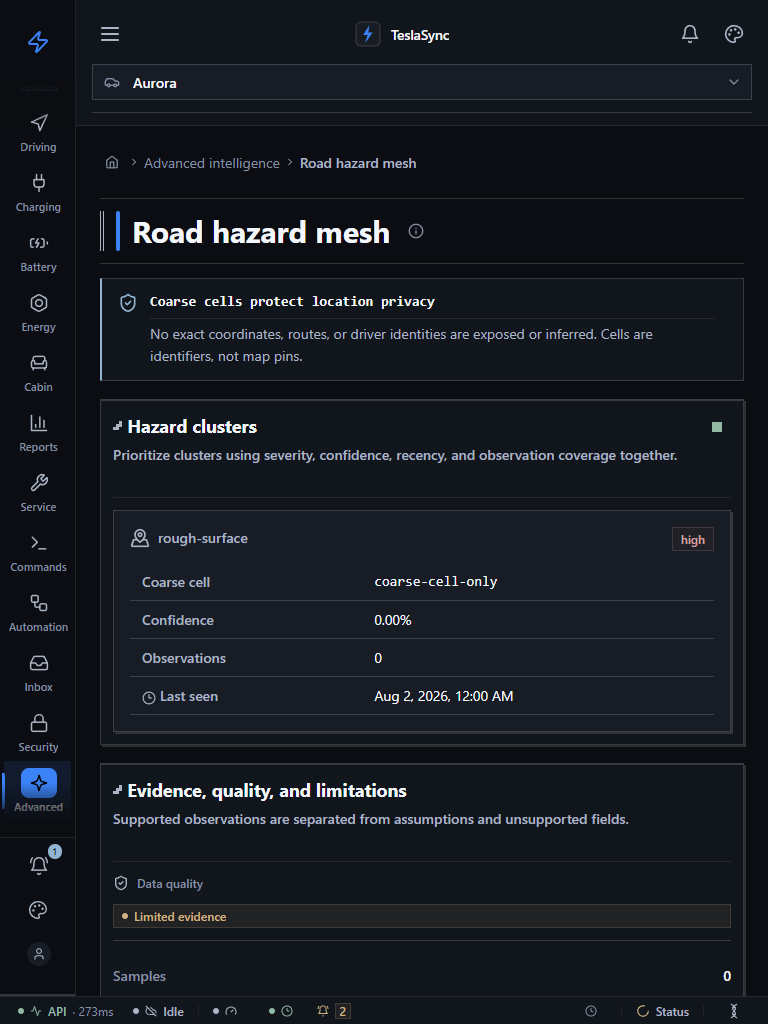 TeslaSync
Aurora
Driving
Charging
Battery
Energy
Cabin
Reports
Service
Commands
Automation
Inbox
Security
Advanced
1
Advanced intelligence
Road hazard mesh
Road hazard mesh
Coarse cells protect location privacy
No exact coordinates, routes, or driver identities are exposed or inferred. Cells are
identifiers, not map pins.
Hazard clusters
Prioritize clusters using severity, confidence, recency, and observation coverage together.
rough-surface
high
Coarse cell coarse-cell-only
Confidence 0.00%
Observations 0
Last seen Aug 2, 2026, 12:00 AM
Evidence, quality, and limitations
Supported observations are separated from assumptions and unsupported fields.
Data quality
Limited evidence
Samples 0
API · 273ms Idle 2 Status